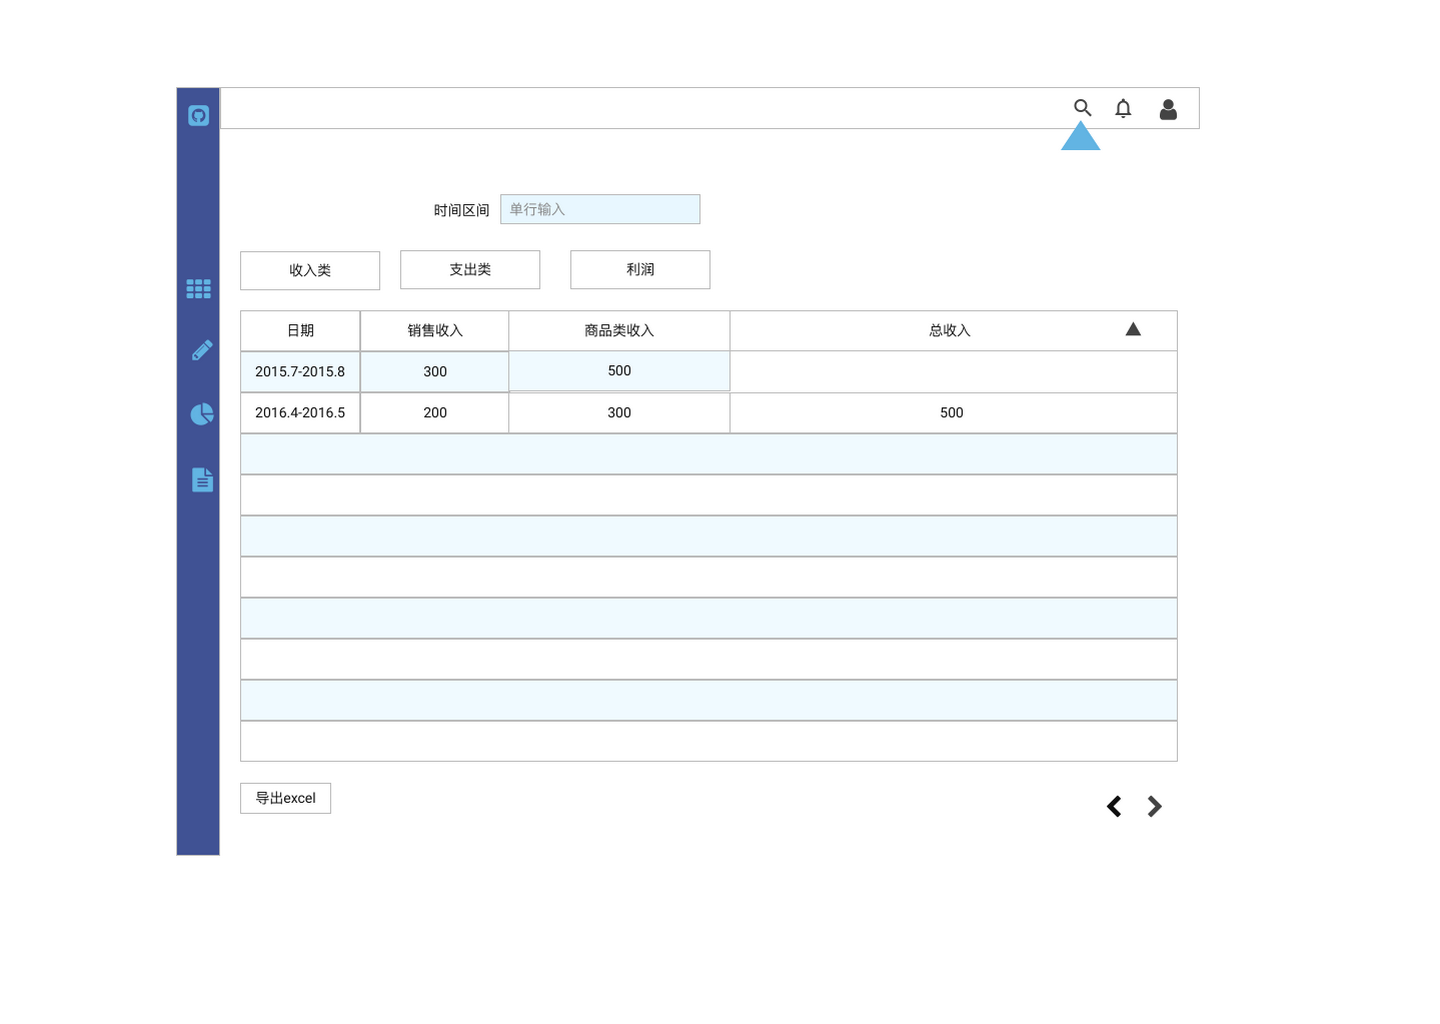 时间区间 单行输入
收入类 支出类 利润
日期 销售收入 商品类收入 总收入
2015.7-2015.8 300 500
2016.4-2016.5 200 300 500
导出excel